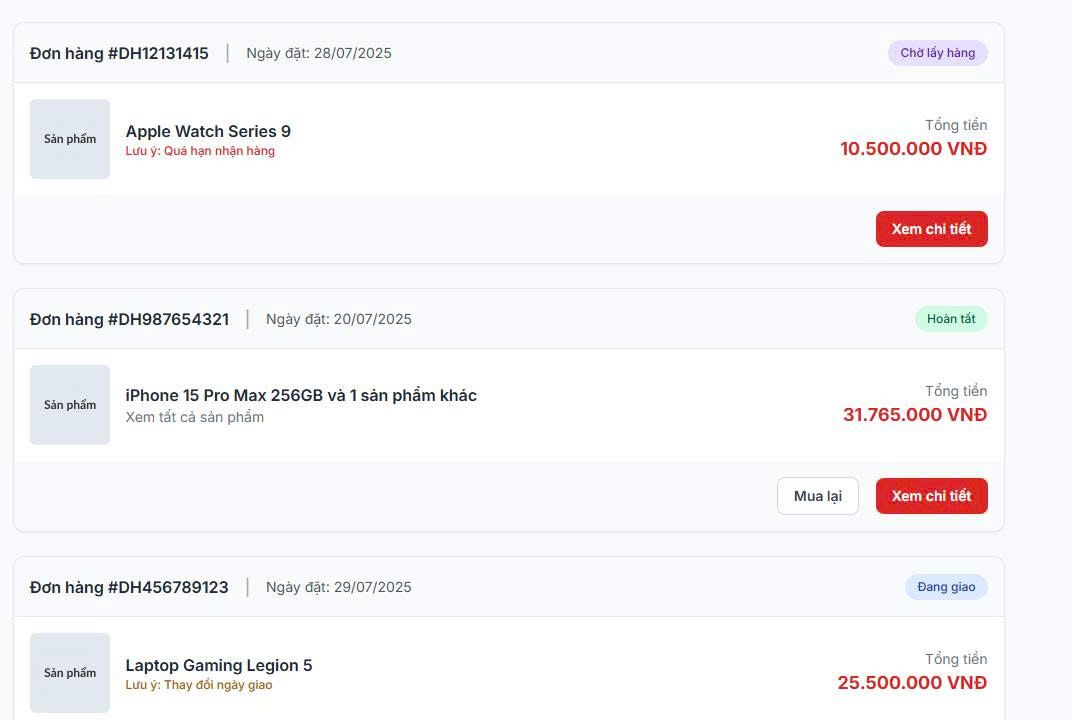 Đơn hàng #DH12131415 | Ngày đặt: 28/07/2025 Chờ lấy hàng
Sản phẩm
Apple Watch Series 9
Lưu ý: Quá hạn nhận hàng
Tổng tiền
10.500.000 VNĐ
Xem chi tiết
Đơn hàng #DH987654321 | Ngày đặt: 20/07/2025 Hoàn tất
Sản phẩm
iPhone 15 Pro Max 256GB và 1 sản phẩm khác
Xem tất cả sản phẩm
Tổng tiền
31.765.000 VNĐ
Mua lại Xem chi tiết
Đơn hàng #DH456789123 | Ngày đặt: 29/07/2025 Đang giao
Sản phẩm
Laptop Gaming Legion 5
Lưu ý: Thay đổi ngày giao
Tổng tiền
25.500.000 VNĐ